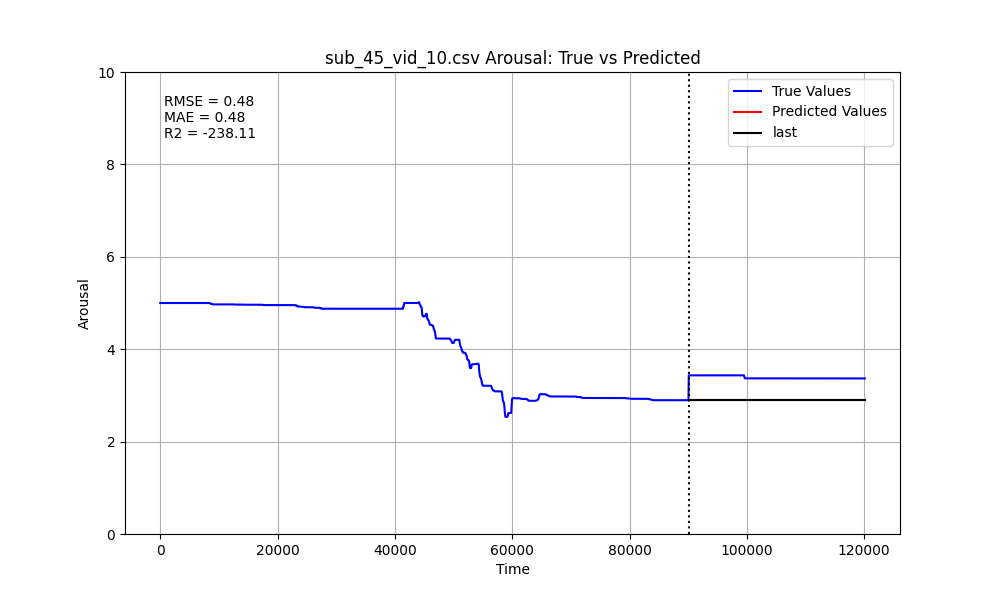 sub_45_vid_10.csv Arousal: True vs Predicted
RMSE = 0.48
MAE = 0.48
R2 = -238.11
True Values
Predicted Values
last
Arousal
10
8
6
4
2
0
0
20000
40000
60000
80000
100000
120000
Time